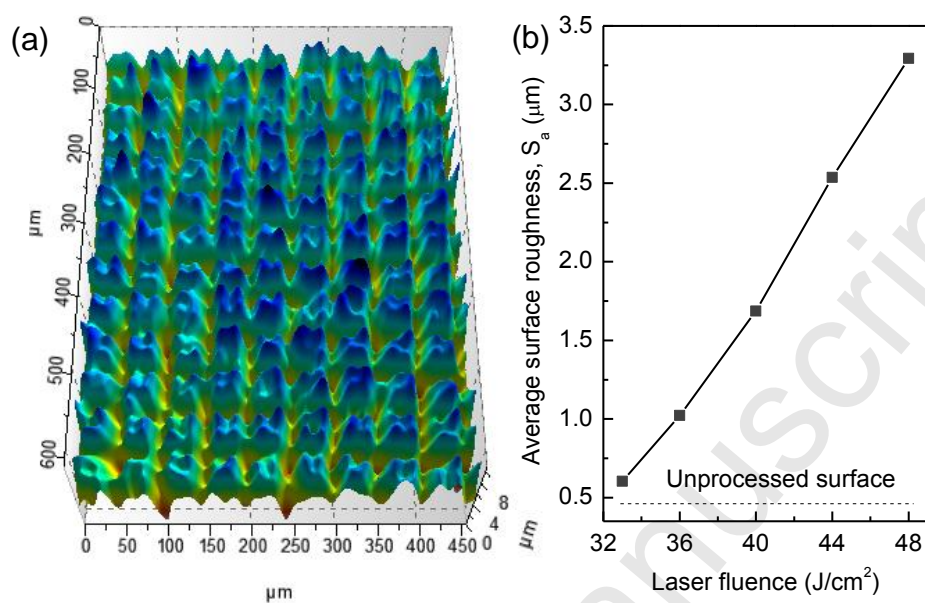 (a)
0
100
200
300
400
500
600
µm
0 50 100 150 200 250 300 350 400 450
µm
0 4 8
µm
(b)
3.5
3.0
2.5
2.0
1.5
1.0
0.5
Average surface roughness, Sₐ (µm)
Unprocessed surface
32 36 40 44 48
Laser fluence (J/cm²)